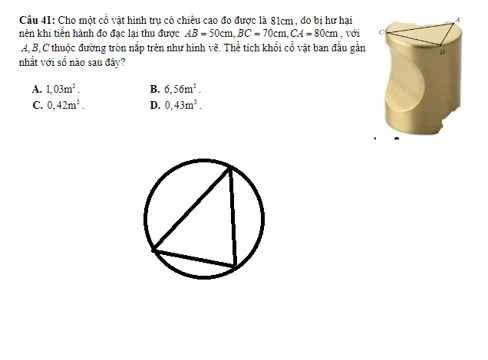 Câu 41: Cho một cổ vật hình trụ có chiều cao đo được là 81cm, do bị hư hại
nên khi tiến hành đo đạc lại thu được AB = 50cm, BC = 70cm, CA = 80cm, với
A, B, C thuộc đường tròn nắp trên như hình vẽ. Thể tích khối cổ vật ban đầu gần
nhất với số nào sau đây?
A. 1,03m³. B. 6,56m³.
C. 0,42m³. D. 0,43m³.
A
C
B